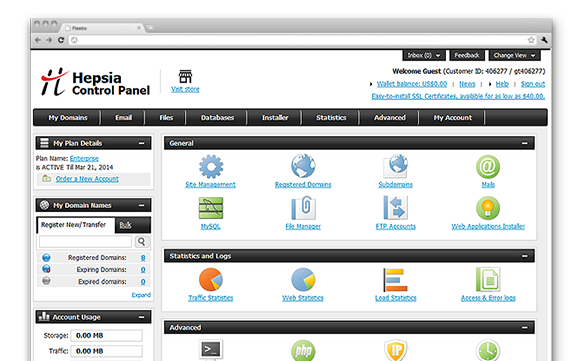 Hepsia
Inbox (0)
Feedback
Change View
Hepsia
Control Panel
Visit store
Welcome Guest (Customer ID: 406277 / gt406277)
Wallet balance: US$0.00 | News | Help | Sign out
Easy-to-install SSL Certificates, available for as low as $40.00.
My Domains
Email
Files
Databases
Installer
Statistics
Advanced
My Account
My Plan Details
Plan Name: Enterprise
is ACTIVE Till Mar 21, 2014
Order a New Account
My Domain Names
Register New/Transfer
Bulk
Registered Domains: 8
Expiring Domains: 0
Expired domains: 0
Expand
Account Usage
Storage: 0.00 MB
Traffic: 0.00 MB
General
Site Management
Registered Domains
Subdomains
Mails
MySQL
File Manager
FTP Accounts
Web Applications Installer
Statistics and Logs
Traffic Statistics
Web Statistics
Load Statistics
Access & Error logs
Advanced
php
IP